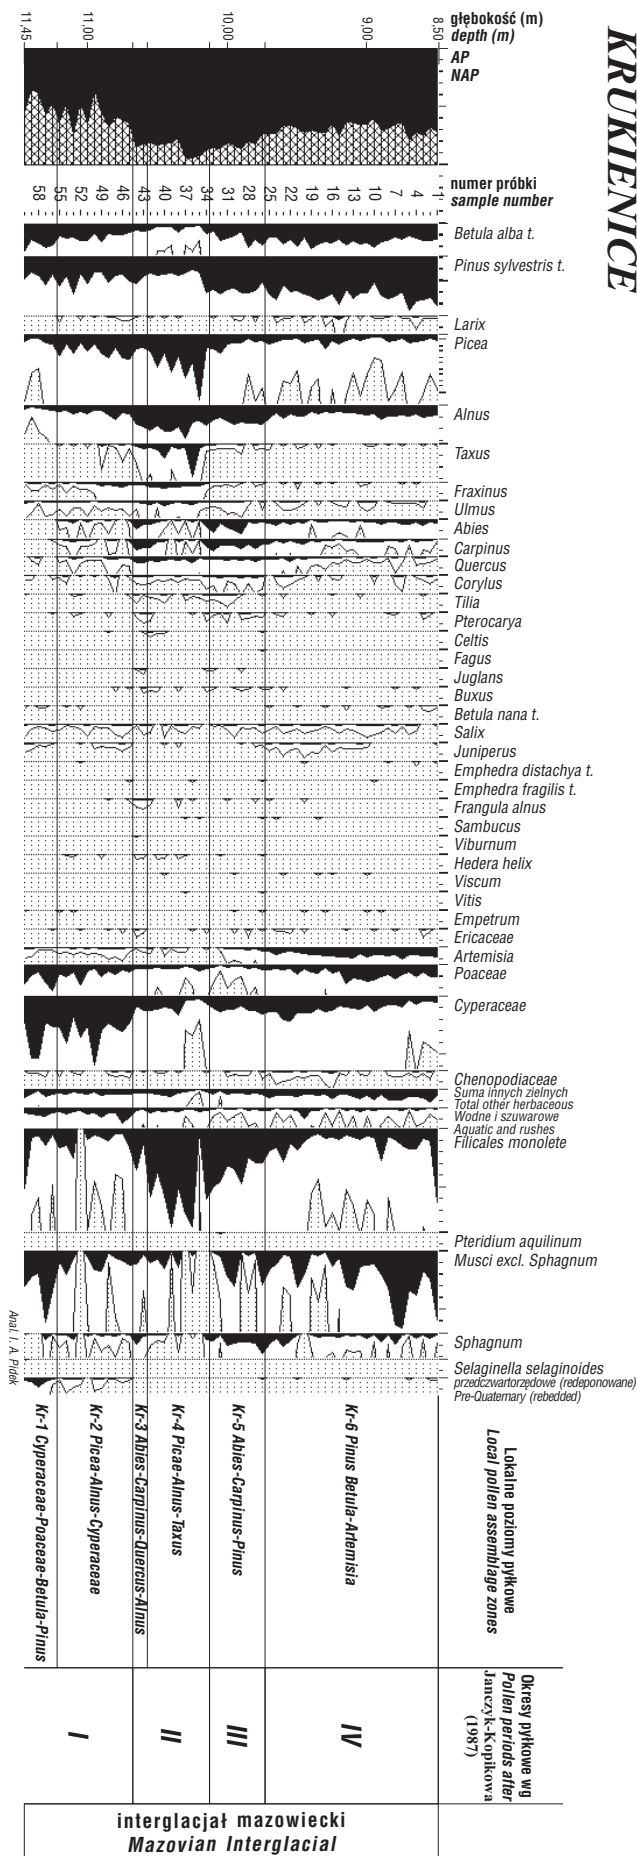 KRUKIENICE
głębokość (m)
depth (m)
8,50
9,00
10,00
11,00
11,45
AP
NAP
numer próbki
sample number
1
4
7
10
13
16
19
22
25
28
31
34
37
40
43
46
49
52
55
58
Betula alba t.
Pinus sylvestris t.
Larix
Picea
Alnus
Taxus
Fraxinus
Ulmus
Abies
Carpinus
Quercus
Corylus
Tilia
Pterocarya
Celtis
Fagus
Juglans
Buxus
Betula nana t.
Salix
Juniperus
Emphedra distachya t.
Emphedra fragilis t.
Frangula alnus
Sambucus
Viburnum
Hedera helix
Viscum
Vitis
Empetrum
Ericaceae
Artemisia
Poaceae
Cyperaceae
Chenopodiaceae
Suma innych zielnych
Total other herbaceous
Wodne i szuwarowe
Aquatic and rushes
Filicales monolete
Pteridium aquilinum
Musci excl. Sphagnum
Sphagnum
Selaginella selaginoides
przedczwartorzędowe (redeponowane)
Pre-Quaternary (rebedded)
Anal. I. A. Pidek
Lokalne poziomy pyłkowe
Local pollen assemblage zones
Kr-6 Pinus Betula-Artemisia
Kr-5 Abies-Carpinus-Pinus
Kr-4 Picae-Alnus-Taxus
Kr-3 Abies-Carpinus-Quercus-Alnus
Kr-2 Picea-Alnus-Cyperaceae
Kr-1 Cyperaceae-Poaceae-Betula-Pinus
Okresy pyłkowe wg
Pollen periods after
Janczyk-Kopikowa
(1987)
IV
III
II
I
interglacjał mazowiecki
Mazovian Interglacial